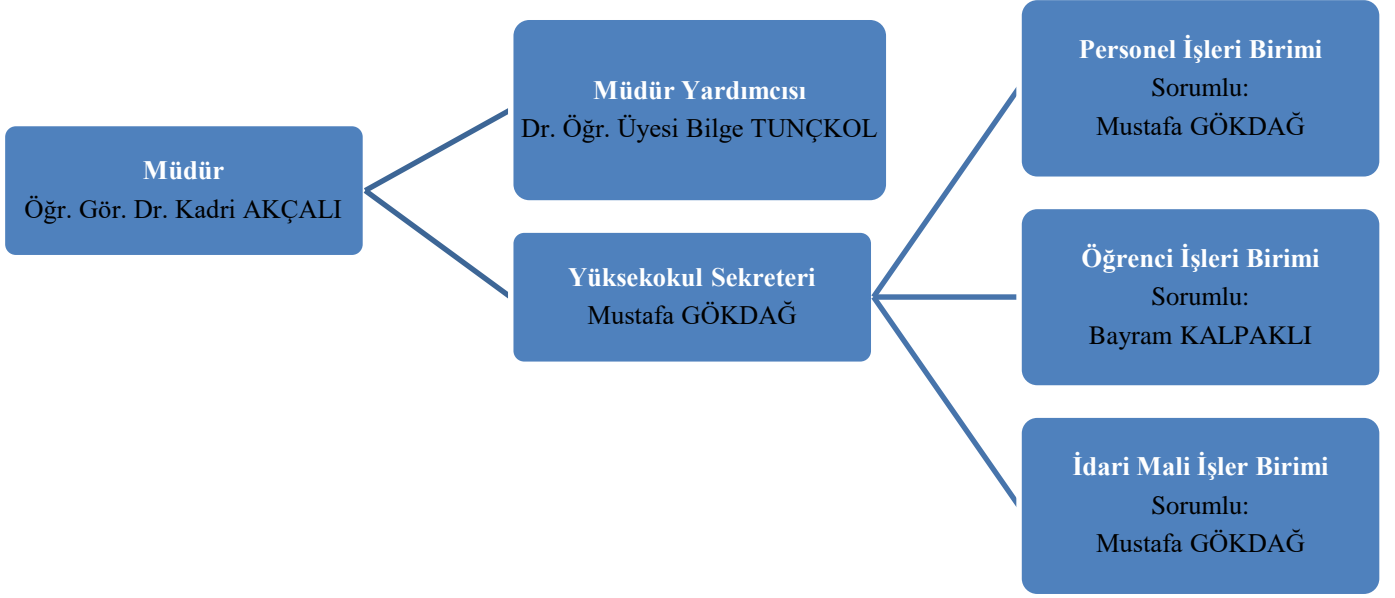 Müdür
Öğr. Gör. Dr. Kadri AKÇALI
Müdür Yardımcısı
Dr. Öğr. Üyesi Bilge TUNÇKOL
Yüksekokul Sekreteri
Mustafa GÖKDAĞ
Personel İşleri Birimi
Sorumlu:
Mustafa GÖKDAĞ
Öğrenci İşleri Birimi
Sorumlu:
Bayram KALPAKLI
İdari Mali İşler Birimi
Sorumlu:
Mustafa GÖKDAĞ